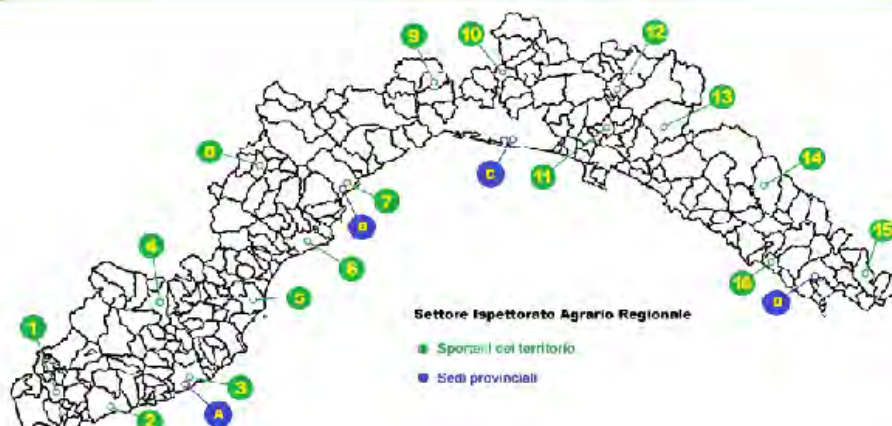 9
10
12
13
8
11
C
14
7
B
4
6
15
16
5
D
1
Settore Ispettorato Agrario Regionale
Sportelli del territorio
3
Sedi provinciali
2
A